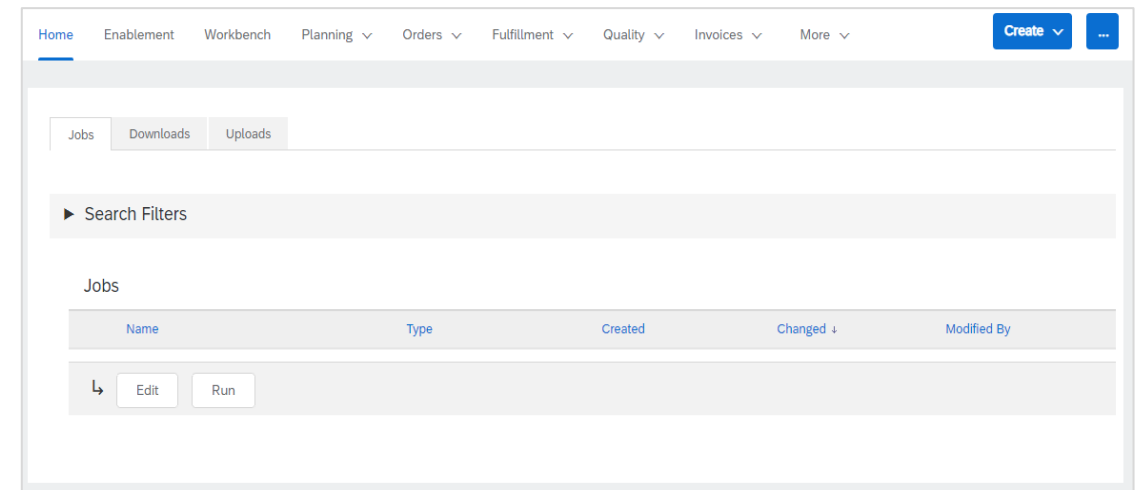 Home Enablement Workbench Planning Orders Fulfillment Quality Invoices More Create ...
Jobs Downloads Uploads
Search Filters
Jobs
Name Type Created Changed ↓ Modified By
Edit Run